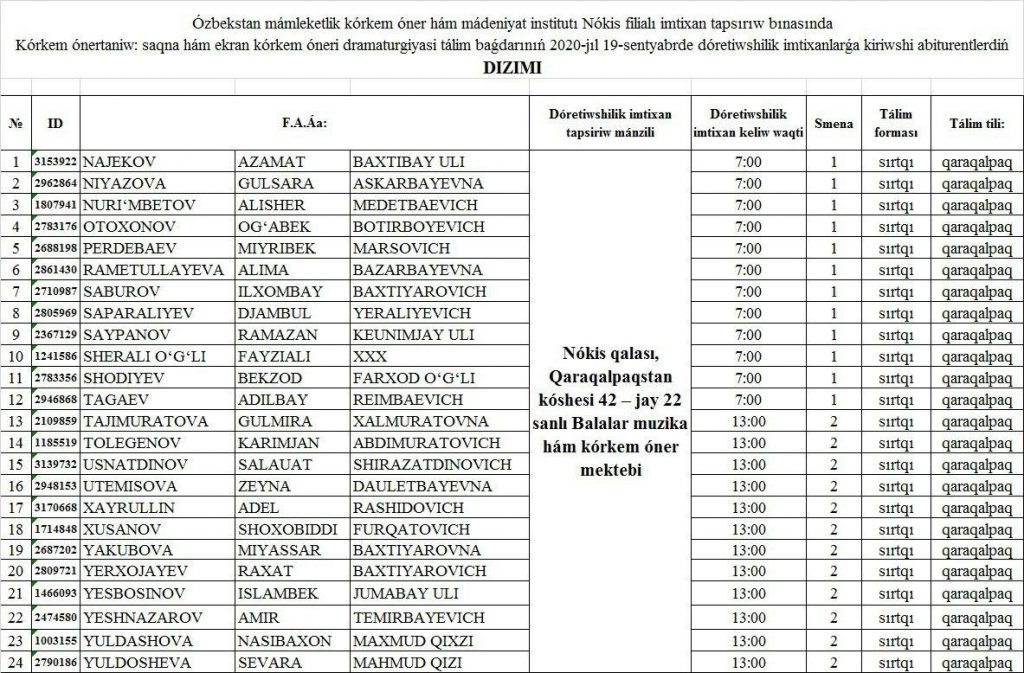 Ózbekstan mámleketlik kórkem óner hám mádeniyat institutı Nókis filialı imtixan tapsırıw bınasında
Kórkem ónertanıw: saqna hám ekran kórkem óneri dramaturgiyasi tálim baǵdarınıń 2020-jıl 19-sentyabrde dóretiwshilik imtixanlarǵa kiriwshi abiturentlerdiń
DIZIMI
№ ID F.A.Áa: Dóretiwshilik imtixan tapsiriw mánzili Dóretiwshilik imtixan keliw waqti Smena Tálim forması Tálim tili:
1 3153922 NAJEKOV AZAMAT BAXTIBAY ULI 7:00 1 sırtqı qaraqalpaq
2 2962864 NIYAZOVA GULSARA ASKARBAYEVNA 7:00 1 sırtqı qaraqalpaq
3 1807941 NURI‘MBETOV ALISHER MEDETBAEVICH 7:00 1 sırtqı qaraqalpaq
4 2783176 OTOXONOV OG‘ABEK BOTIRBOYEVICH 7:00 1 sırtqı qaraqalpaq
5 2688198 PERDEBAEV MIYRIBEK MARSOVICH 7:00 1 sırtqı qaraqalpaq
6 2861430 RAMETULLAYEVA ALIMA BAZARBAYEVNA 7:00 1 sırtqı qaraqalpaq
7 2710987 SABUROV ILXOMBAY BAXTIYAROVICH 7:00 1 sırtqı qaraqalpaq
8 2805969 SAPARALIYEV DJAMBUL YERALIYEVICH 7:00 1 sırtqı qaraqalpaq
9 2367129 SAYPANOV RAMAZAN KEUNIMJAY ULI 7:00 1 sırtqı qaraqalpaq
10 1241586 SHERALI O‘G‘LI FAYZIALI XXX 7:00 1 sırtqı qaraqalpaq
11 2783356 SHODIYEV BEKZOD FARXOD O‘G‘LI 7:00 1 sırtqı qaraqalpaq
12 2946868 TAGAEV ADILBAY REIMBAEVICH 7:00 1 sırtqı qaraqalpaq
Nókis qalası,
Qaraqalpaqstan
kóshesi 42 – jay 22
sanlı Balalar muzika
hám kórkem óner
mektebi
13 2109859 TAJIMURATOVA GULMIRA XALMURATOVNA 13:00 2 sırtqı qaraqalpaq
14 1185519 TOLEGENOV KARIMJAN ABDIMURATOVICH 13:00 2 sırtqı qaraqalpaq
15 3139732 USNATDINOV SALAUAT SHIRAZATDINOVICH 13:00 2 sırtqı qaraqalpaq
16 2948153 UTEMISOVA ZEYNA DAULETBAYEVNA 13:00 2 sırtqı qaraqalpaq
17 3170668 XAYRULLIN ADEL RASHIDOVICH 13:00 2 sırtqı qaraqalpaq
18 1714848 XUSANOV SHOXOBIDDI FURQATOVICH 13:00 2 sırtqı qaraqalpaq
19 2687202 YAKUBOVA MIYASSAR BAXTIYAROVNA 13:00 2 sırtqı qaraqalpaq
20 2809721 YERXOJAYEV RAXAT BAXTIYAROVICH 13:00 2 sırtqı qaraqalpaq
21 1466093 YESBOSINOV ISLAMBEK JUMABAY ULI 13:00 2 sırtqı qaraqalpaq
22 2474580 YESHNAZAROV AMIR TEMIRBAYEVICH 13:00 2 sırtqı qaraqalpaq
23 1003155 YULDASHOVA NASIBAXON MAXMUD QIXZI 13:00 2 sırtqı qaraqalpaq
24 2790186 YULDOSHEVA SEVARA MAHMUD QIZI 13:00 2 sırtqı qaraqalpaq